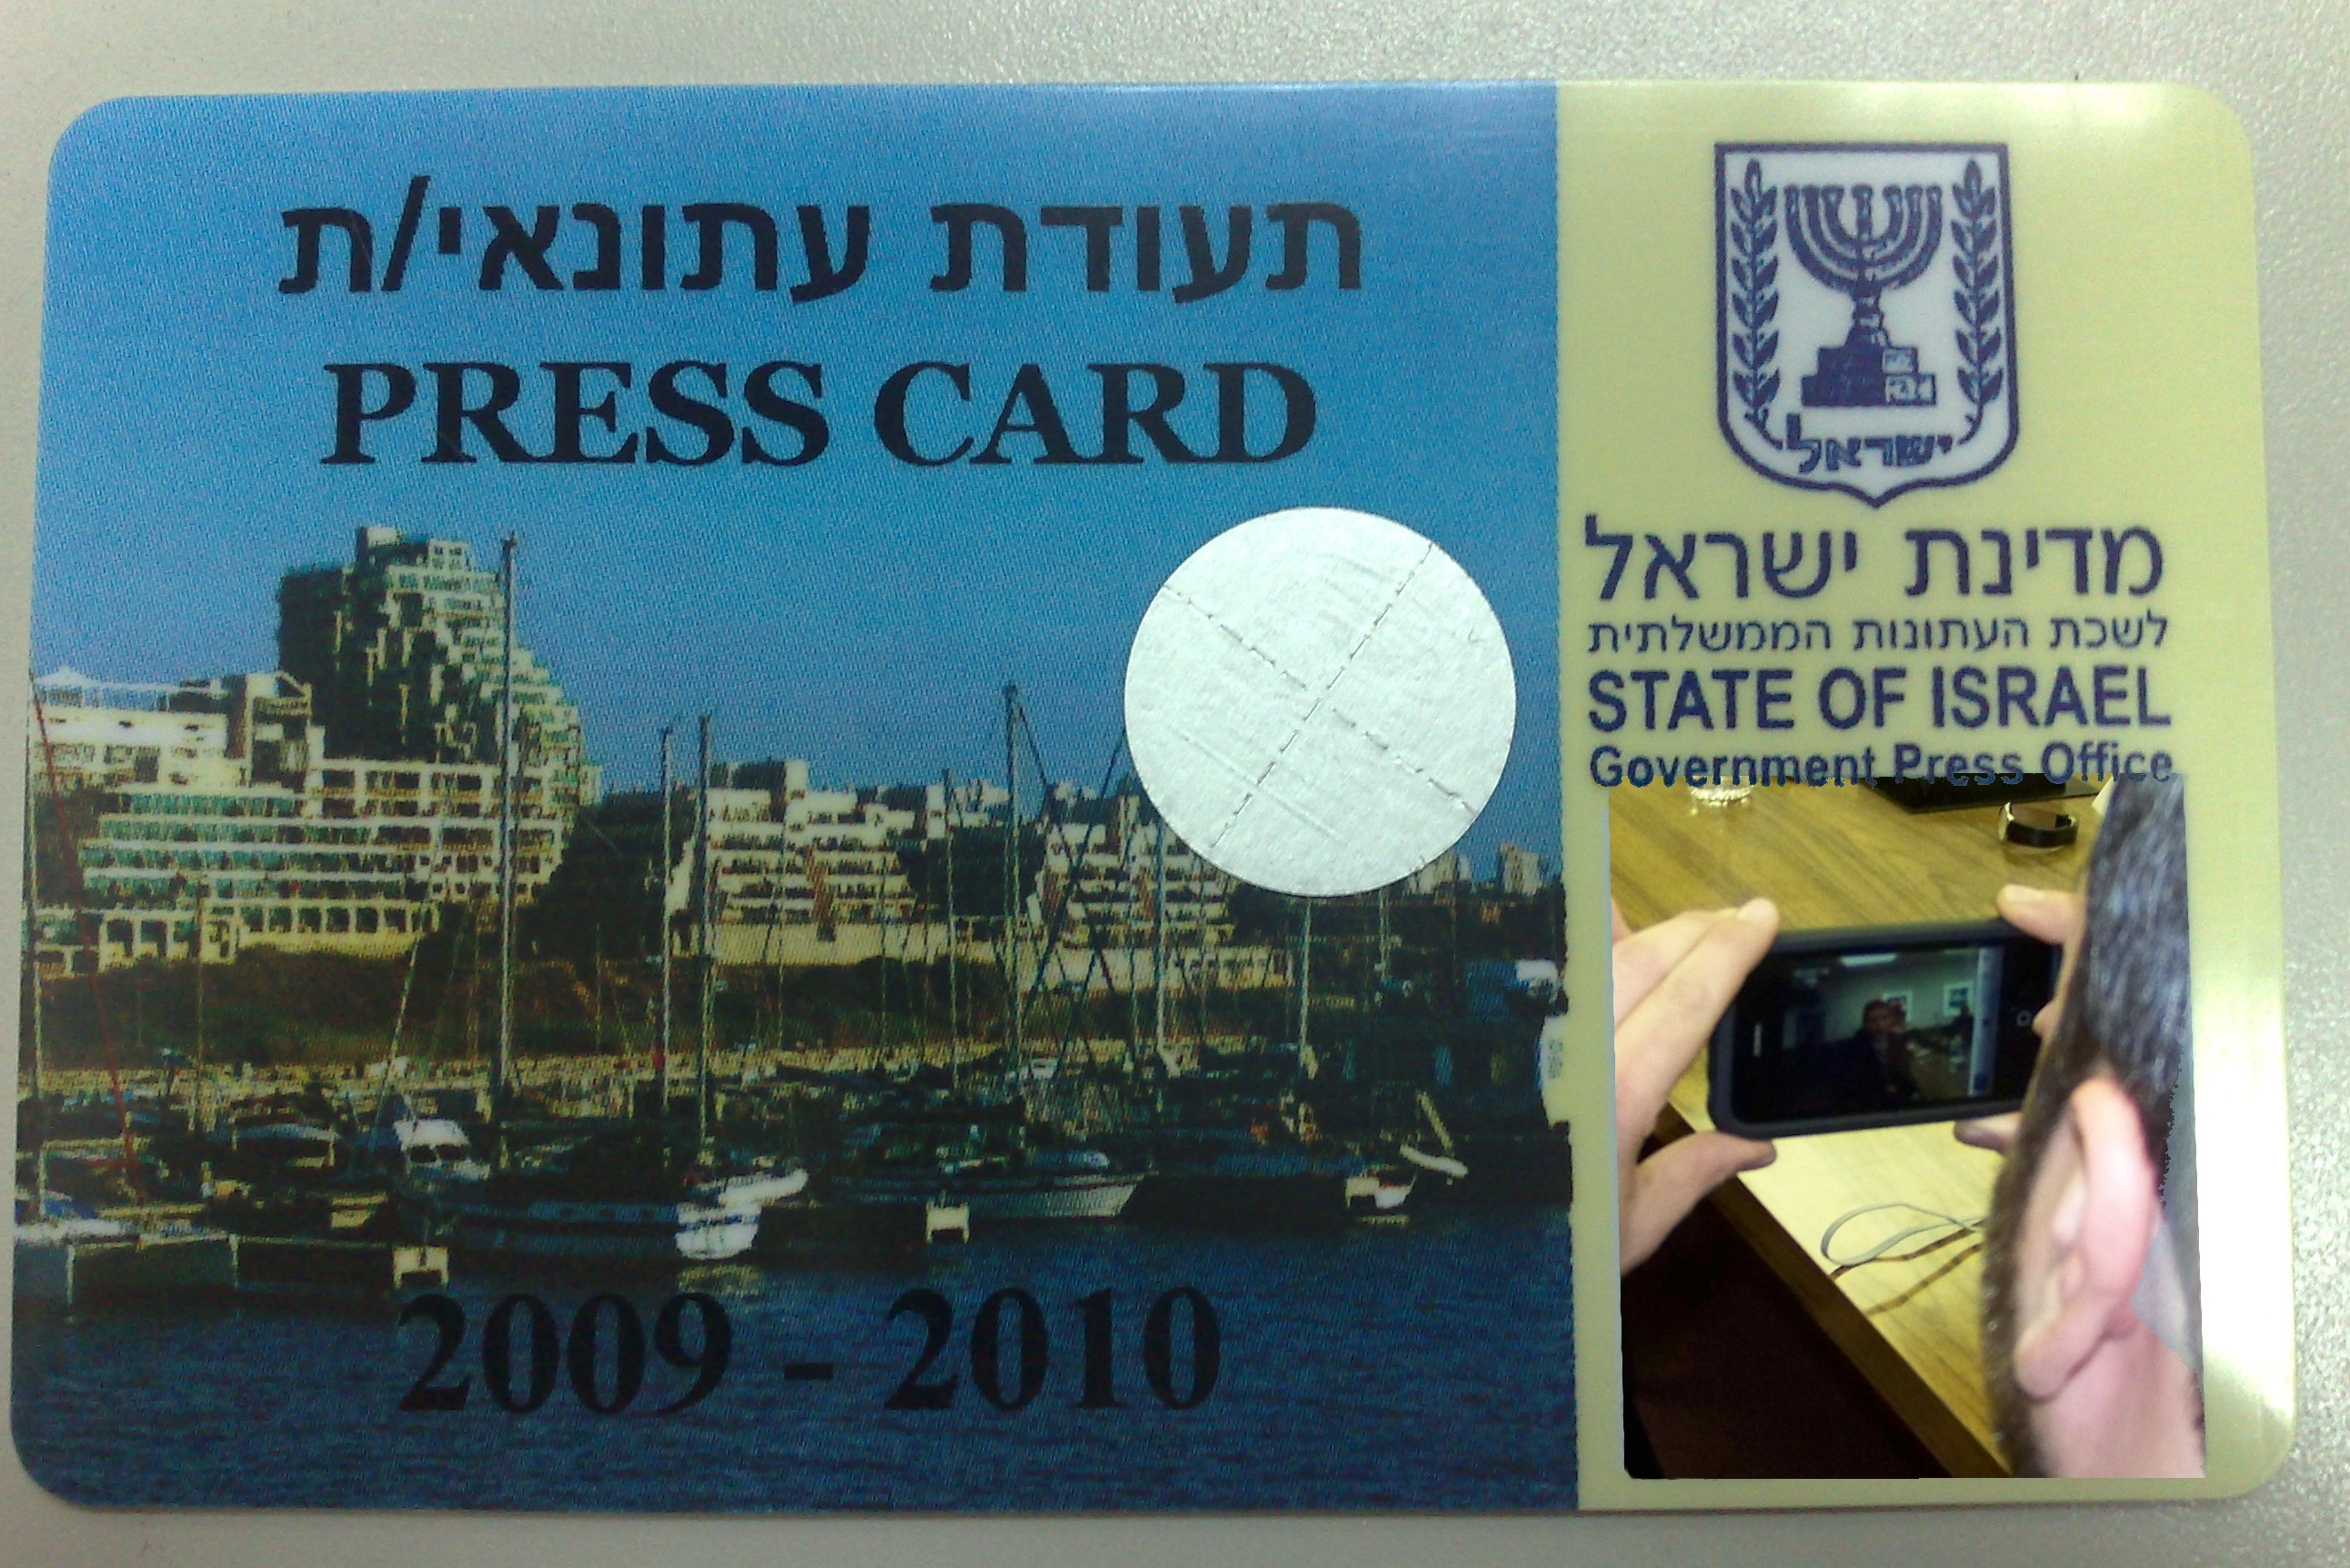 תעודת עתונאי/ת
PRESS CARD
2009 - 2010
ישראל
מדינת ישראל
לשכת העתונות הממשלתית
STATE OF ISRAEL
Government Press Office